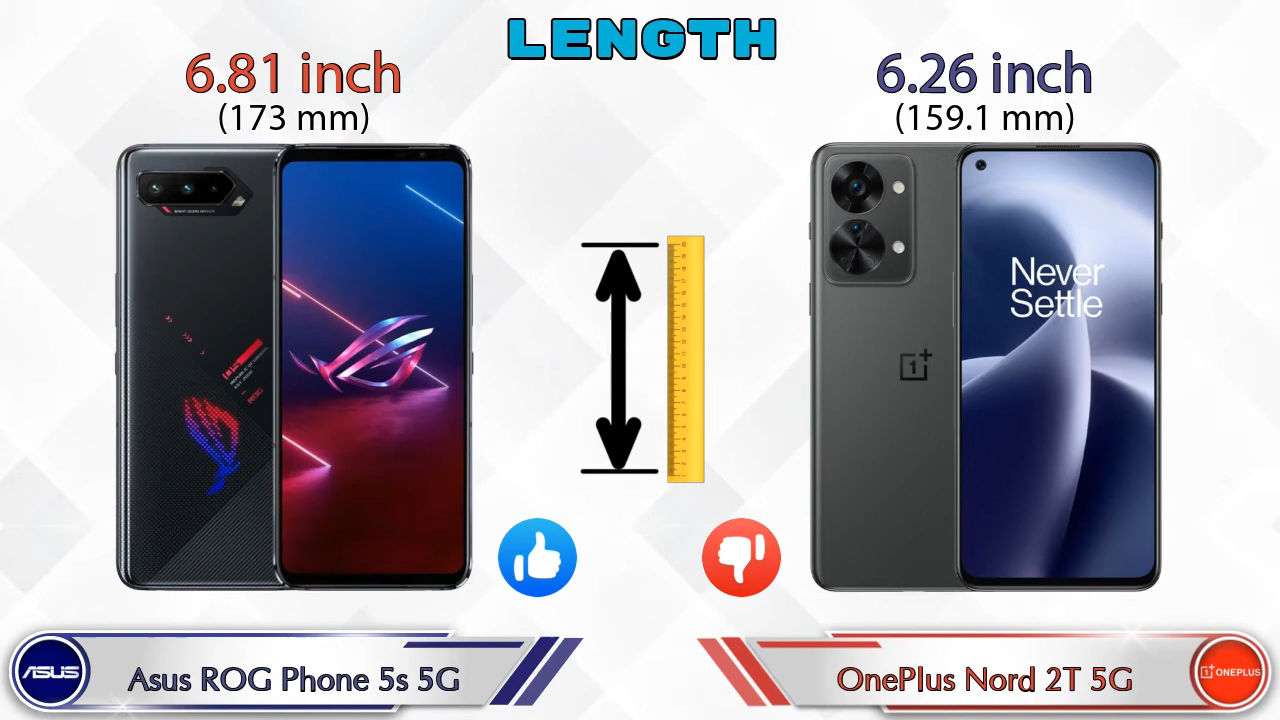 LENGTH
6.81 inch
(173 mm)
6.26 inch
(159.1 mm)
Never
Settle
ASUS
Asus ROG Phone 5s 5G
OnePlus Nord 2T 5G
1+ ONEPLUS